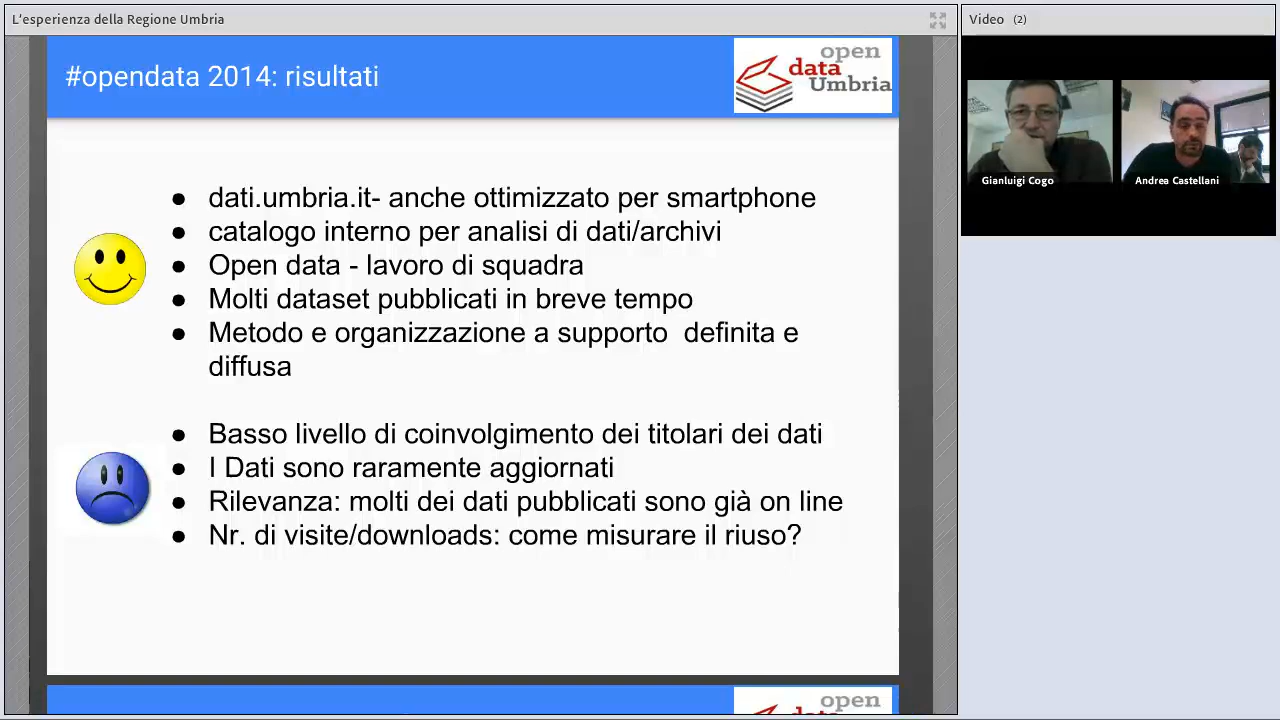 L'esperienza della Regione Umbria
#opendata 2014: risultati
open
data
Umbria
● dati.umbria.it- anche ottimizzato per smartphone
● catalogo interno per analisi di dati/archivi
● Open data - lavoro di squadra
● Molti dataset pubblicati in breve tempo
● Metodo e organizzazione a supporto  definita e
diffusa
● Basso livello di coinvolgimento dei titolari dei dati
● I Dati sono raramente aggiornati
● Rilevanza: molti dei dati pubblicati sono già on line
● Nr. di visite/downloads: come misurare il riuso?
open
data
Video (2)
Gianluigi Cogo
Andrea Castellani